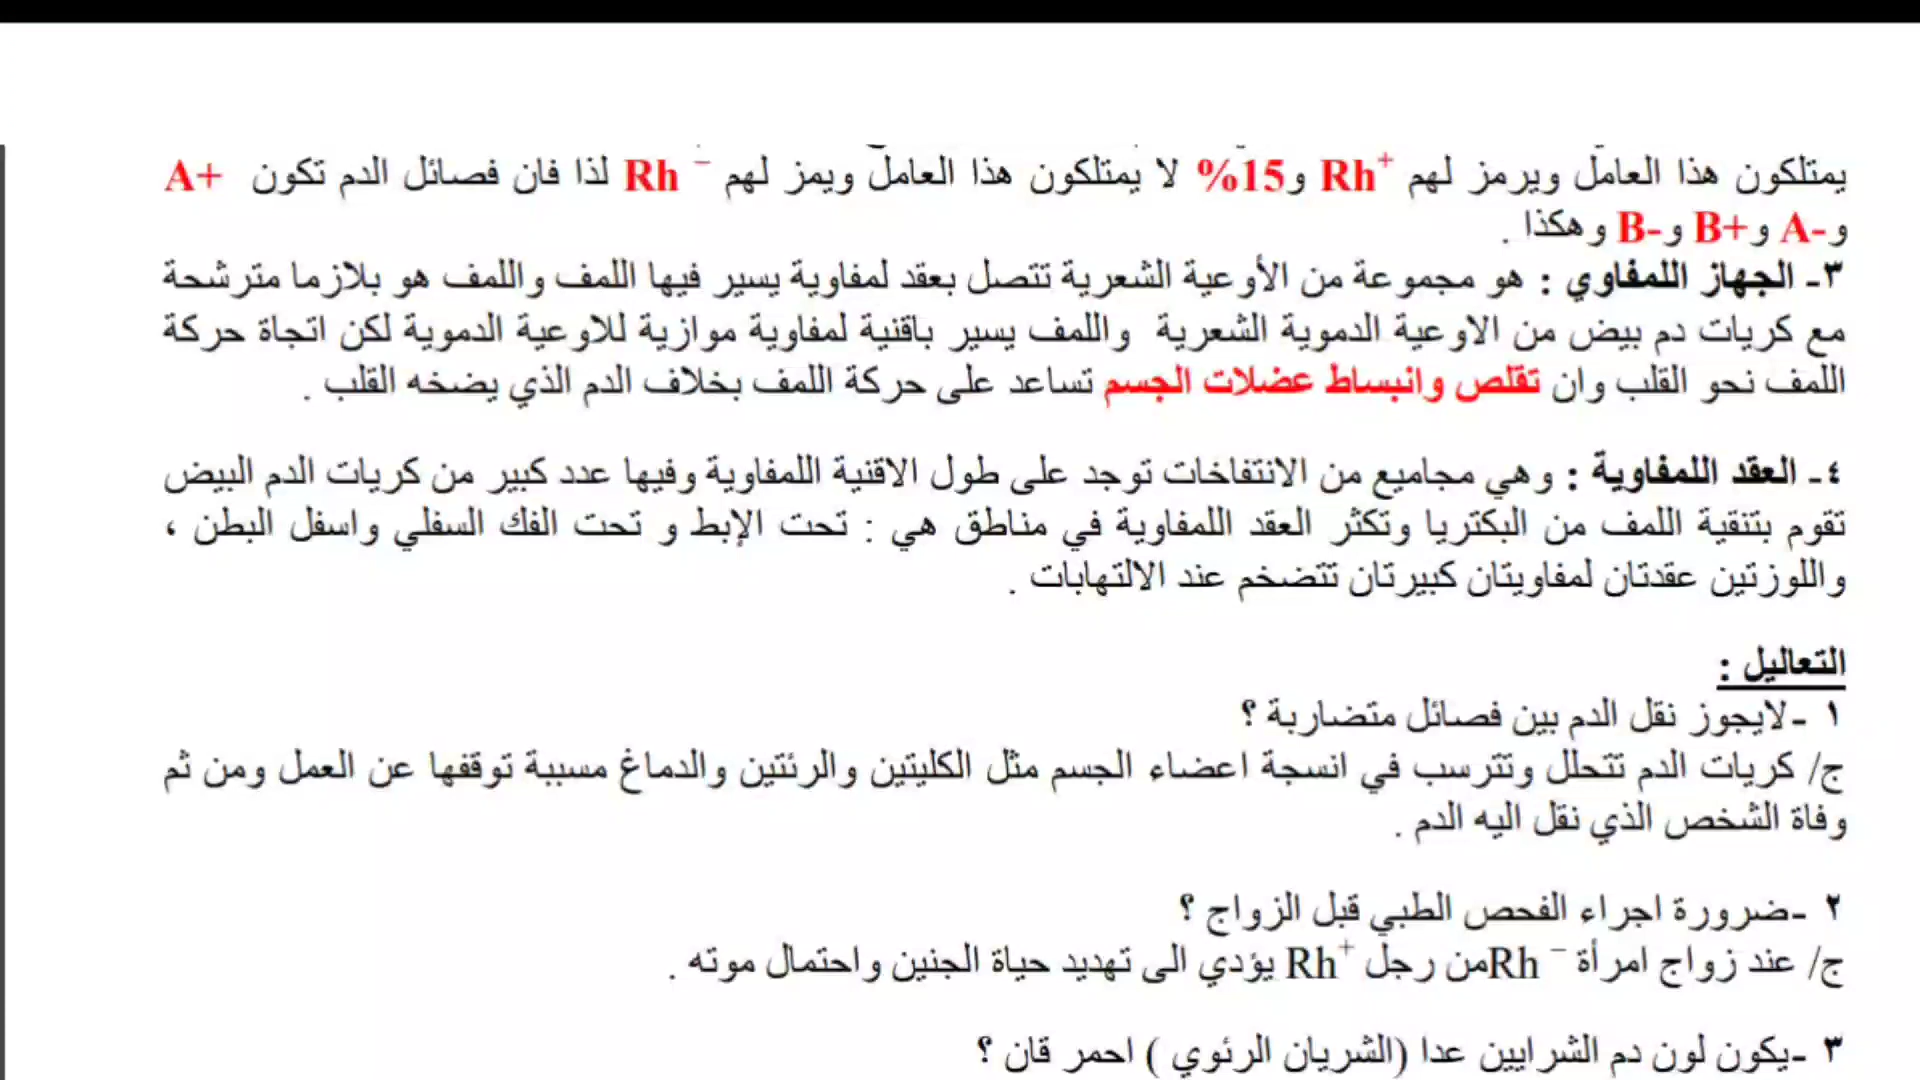 يمتلكون هذا العامل ويرمز لهم Rh⁺ و15% لا يمتلكون هذا العامل ويمز لهم Rh⁻ لذا فان فصائل الدم تكون A+
و-A و+B و-B وهكذا .
٣- الجهاز اللمفاوي : هو مجموعة من الأوعية الشعرية تتصل بعقد لمفاوية يسير فيها اللمف واللمف هو بلازما مترشحة
مع كريات دم بيض من الاوعية الدموية الشعرية واللمف يسير باقنية لمفاوية موازية للاوعية الدموية لكن اتجاة حركة
اللمف نحو القلب وان تقلص وانبساط عضلات الجسم تساعد على حركة اللمف بخلاف الدم الذي يضخه القلب .
٤- العقد اللمفاوية : وهي مجاميع من الانتفاخات توجد على طول الاقنية اللمفاوية وفيها عدد كبير من كريات الدم البيض
تقوم بتنقية اللمف من البكتريا وتكثر العقد اللمفاوية في مناطق هي : تحت الإبط و تحت الفك السفلي واسفل البطن ،
واللوزتين عقدتان لمفاويتان كبيرتان تتضخم عند الالتهابات .
التعاليل :
١ -لايجوز نقل الدم بين فصائل متضاربة ؟
ج/ كريات الدم تتحلل وتترسب في انسجة اعضاء الجسم مثل الكليتين والرئتين والدماغ مسببة توقفها عن العمل ومن ثم
وفاة الشخص الذي نقل اليه الدم .
٢ -ضرورة اجراء الفحص الطبي قبل الزواج ؟
ج/ عند زواج امرأة Rh⁻ من رجل Rh⁺ يؤدي الى تهديد حياة الجنين واحتمال موته .
٣ -يكون لون دم الشرايين عدا (الشريان الرئوي ) احمر قان ؟